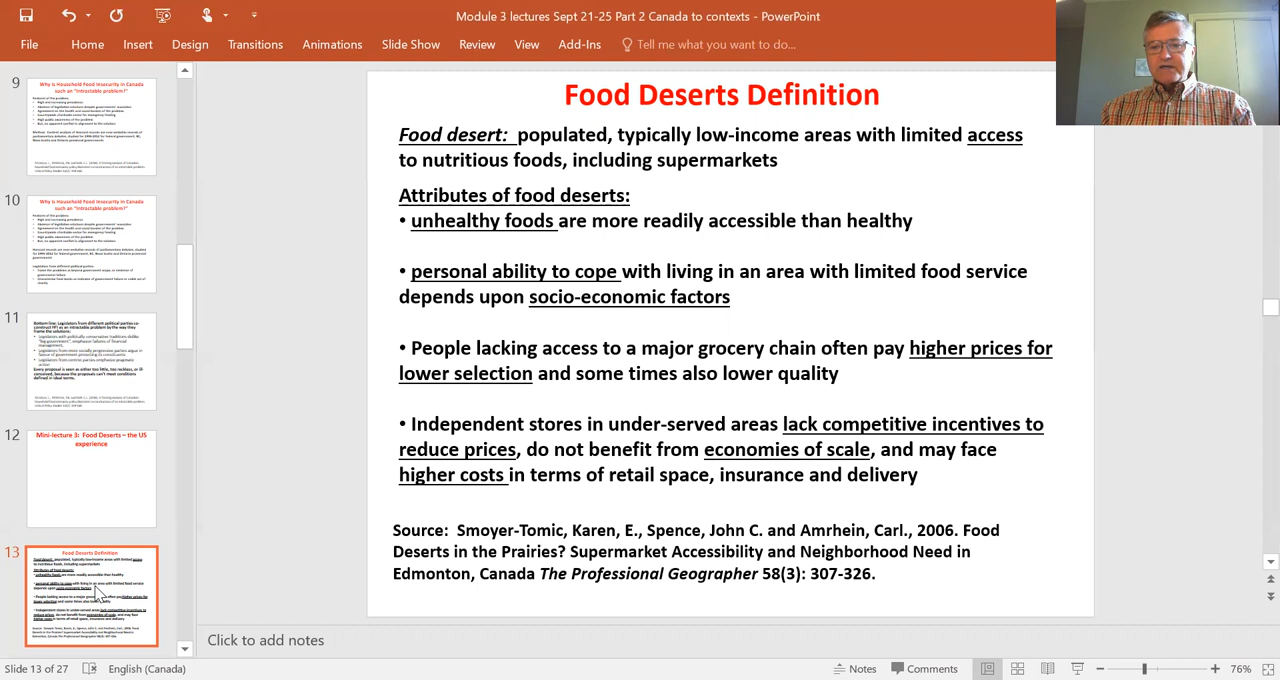 Module 3 lectures Sept 21-25 Part 2 Canada to contexts - PowerPoint
File Home Insert Design Transitions Animations Slide Show Review View Add-Ins Tell me what you want to do...
9
Why is Household Food Insecurity in Canada
such an "Intractable problem?"
10
Why is Household Food Insecurity in Canada
such an "Intractable problem?"
11
12
Mini-lecture 3: Food Deserts – the US
experience
13
Food Deserts Definition
Food Deserts Definition
Food desert: populated, typically low-income areas with limited access
to nutritious foods, including supermarkets
Attributes of food deserts:
• unhealthy foods are more readily accessible than healthy
• personal ability to cope with living in an area with limited food service
depends upon socio-economic factors
• People lacking access to a major grocery chain often pay higher prices for
lower selection and some times also lower quality
• Independent stores in under-served areas lack competitive incentives to
reduce prices, do not benefit from economies of scale, and may face
higher costs in terms of retail space, insurance and delivery
Source: Smoyer-Tomic, Karen, E., Spence, John C. and Amrhein, Carl., 2006. Food
Deserts in the Prairies? Supermarket Accessibility and Neighborhood Need in
Edmonton, Canada The Professional Geographer 58(3): 307-326.
Click to add notes
Slide 13 of 27 English (Canada) Notes Comments 76%